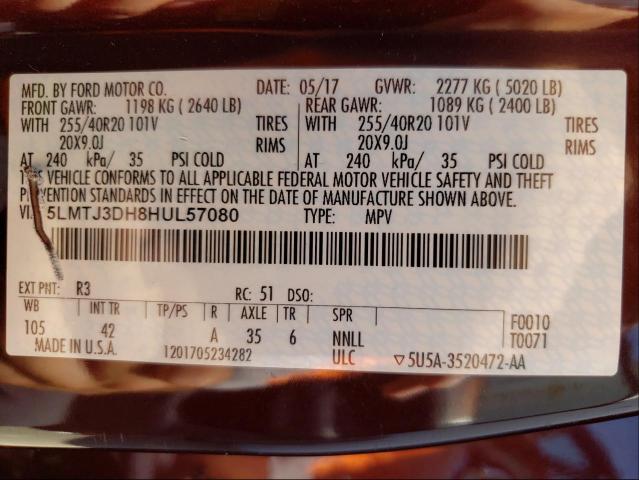 MFD. BY FORD MOTOR CO. DATE: 05/17 GVWR: 2277 KG ( 5020 LB)
FRONT GAWR: 1198 KG ( 2640 LB) REAR GAWR: 1089 KG ( 2400 LB)
WITH 255/40R20 101V TIRES WITH 255/40R20 101V TIRES
20X9.0J RIMS 20X9.0J RIMS
AT 240 kPa/ 35 PSI COLD AT 240 kPa/ 35 PSI COLD
VEHICLE CONFORMS TO ALL APPLICABLE FEDERAL MOTOR VEHICLE SAFETY AND THEFT
PREVENTION STANDARDS IN EFFECT ON THE DATE OF MANUFACTURE SHOWN ABOVE.
5LMTJ3DH8HUL57080 TYPE: MPV
EXT PNT: R3 RC: 51 DSO:
WB INT TR TP/PS R AXLE TR SPR F0010
105 42 A 35 6 NNLL T0071
MADE IN U.S.A. 1201705234282 ULC ▽5U5A-3520472-AA